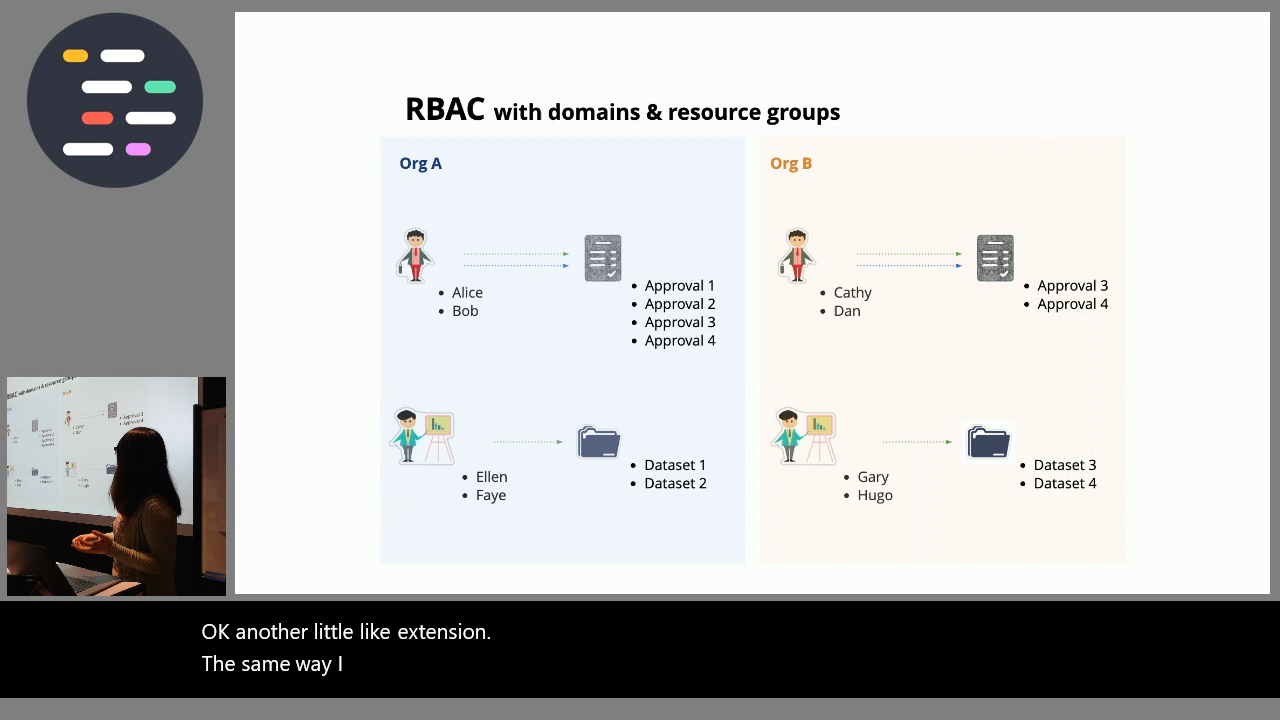 RBAC with domains & resource groups
Org A
Alice
Bob
Approval 1
Approval 2
Approval 3
Approval 4
Ellen
Faye
Dataset 1
Dataset 2
Org B
Cathy
Dan
Approval 3
Approval 4
Gary
Hugo
Dataset 3
Dataset 4
OK another little like extension.
The same way I